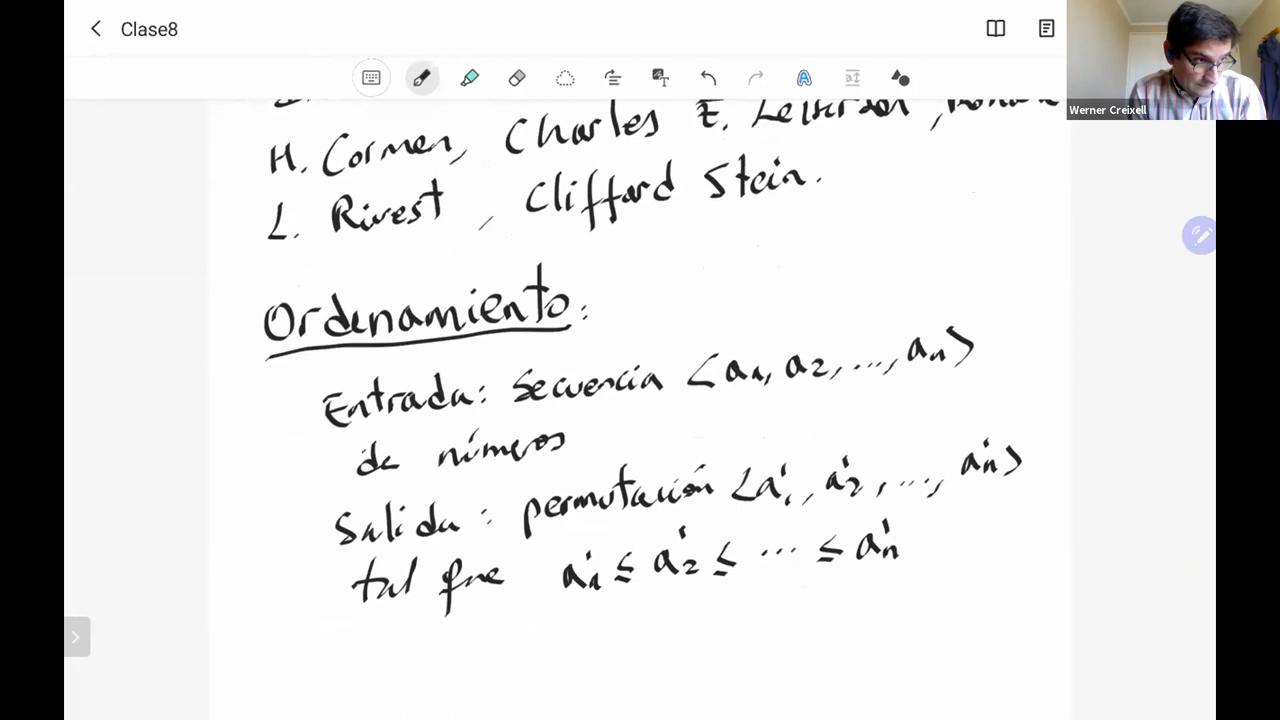 Clase8
Werner Creixell
H. Cormen, Charles E.
L. Rivest, Clifford Stein.
Ordenamiento:
Entrada: Secuencia <a1, a2, ..., an>
de números
Salida: permutación <a'1, a'2, ..., a'n>
tal que a'1 ≤ a'2 ≤ ... ≤ a'n